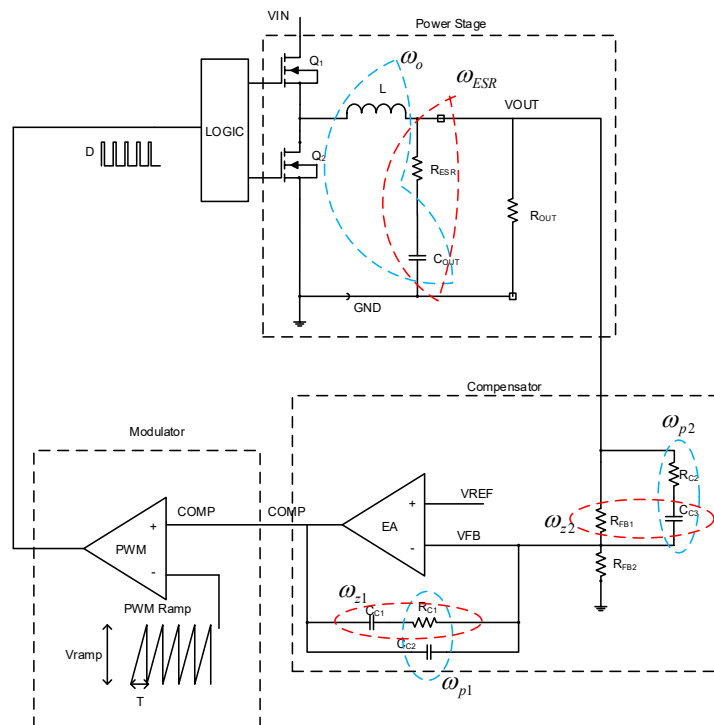 VIN
Power Stage
Q1
ωo
ωESR
L
VOUT
LOGIC
D
Q2
RESR
ROUT
COUT
GND
Compensator
Modulator
ωp2
RC2
COMP
COMP
VREF
EA
CC3
PWM
VFB
ωz2
RFB1
RFB2
PWM Ramp
ωz1
CC1
RC1
CC2
Vramp
ωp1
T
+
-
+
-